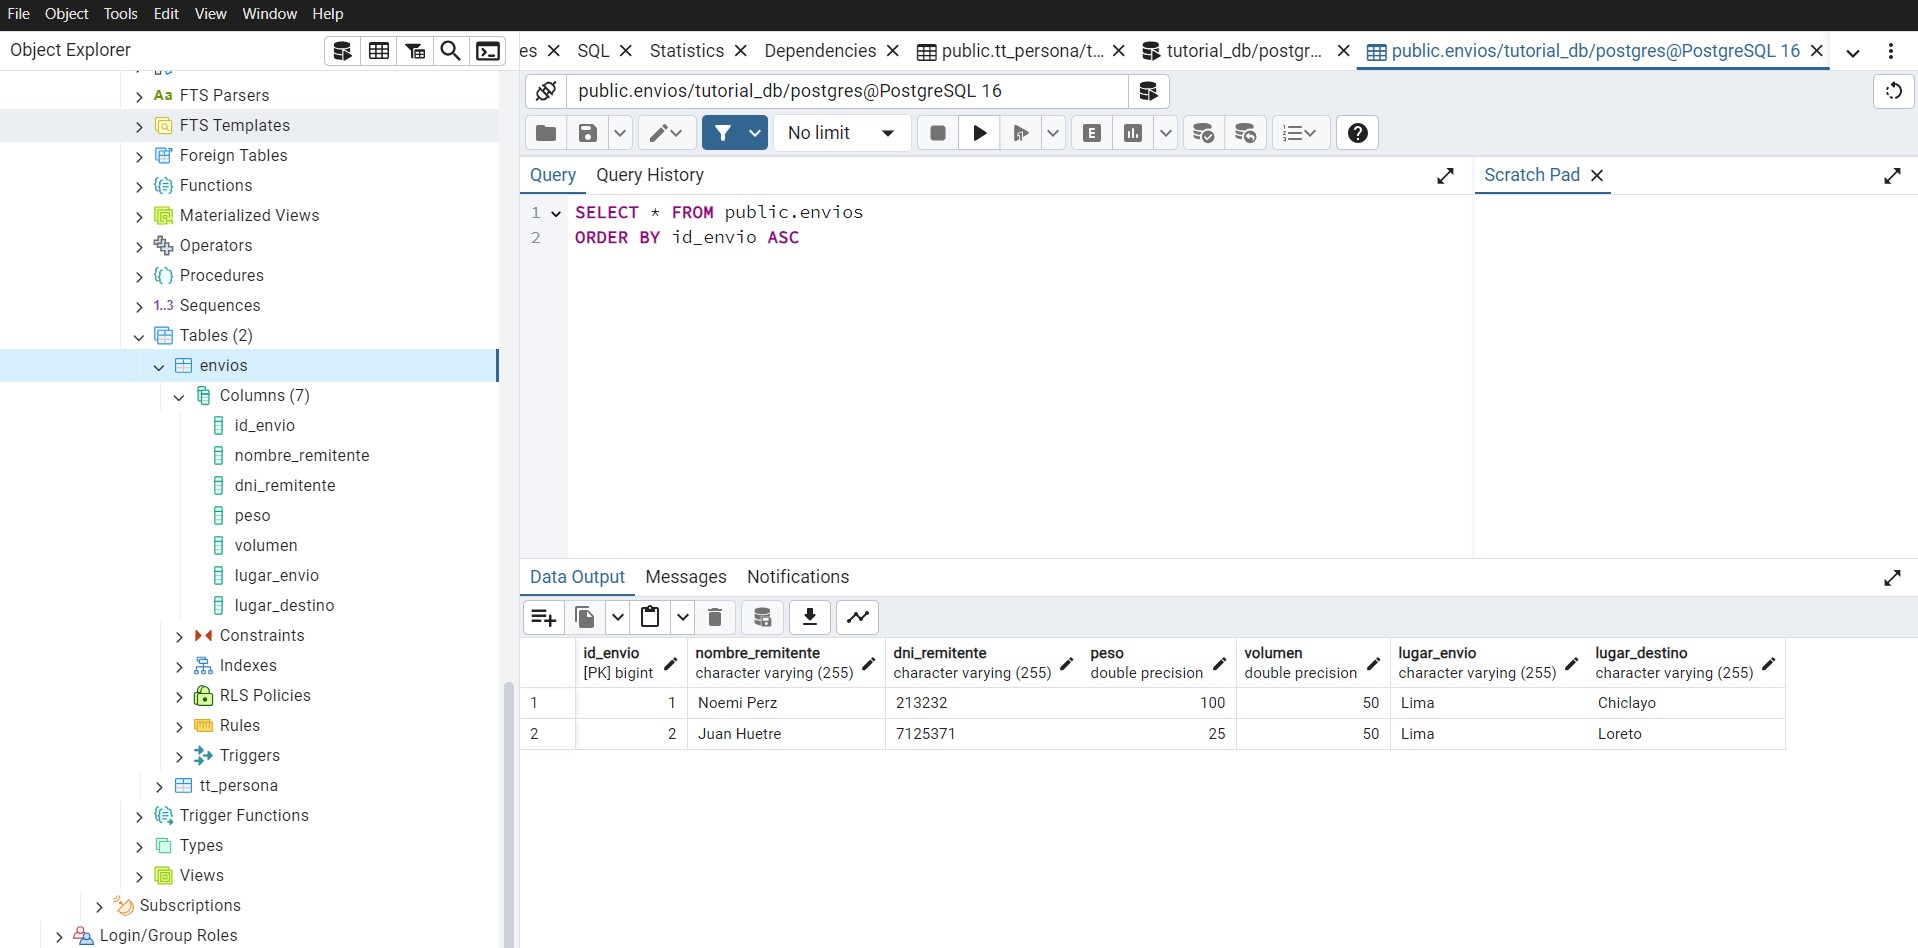 File Object Tools Edit View Window Help
Object Explorer
es SQL Statistics Dependencies public.tt_persona/t... tutorial_db/postgr... public.envios/tutorial_db/postgres@PostgreSQL 16
public.envios/tutorial_db/postgres@PostgreSQL 16
No limit
E
Query Query History
Scratch Pad
1 SELECT * FROM public.envios
2 ORDER BY id_envio ASC
Aa FTS Parsers
FTS Templates
Foreign Tables
Functions
Materialized Views
Operators
Procedures
1..3 Sequences
Tables (2)
envios
Columns (7)
id_envio
nombre_remitente
dni_remitente
peso
volumen
lugar_envio
lugar_destino
Constraints
Indexes
RLS Policies
Rules
Triggers
tt_persona
Trigger Functions
Types
Views
Subscriptions
Login/Group Roles
Data Output Messages Notifications
id_envio nombre_remitente dni_remitente peso volumen lugar_envio lugar_destino
[PK] bigint character varying (255) character varying (255) double precision double precision character varying (255) character varying (255)
1 1 Noemi Perz 213232 100 50 Lima Chiclayo
2 2 Juan Huetre 7125371 25 50 Lima Loreto